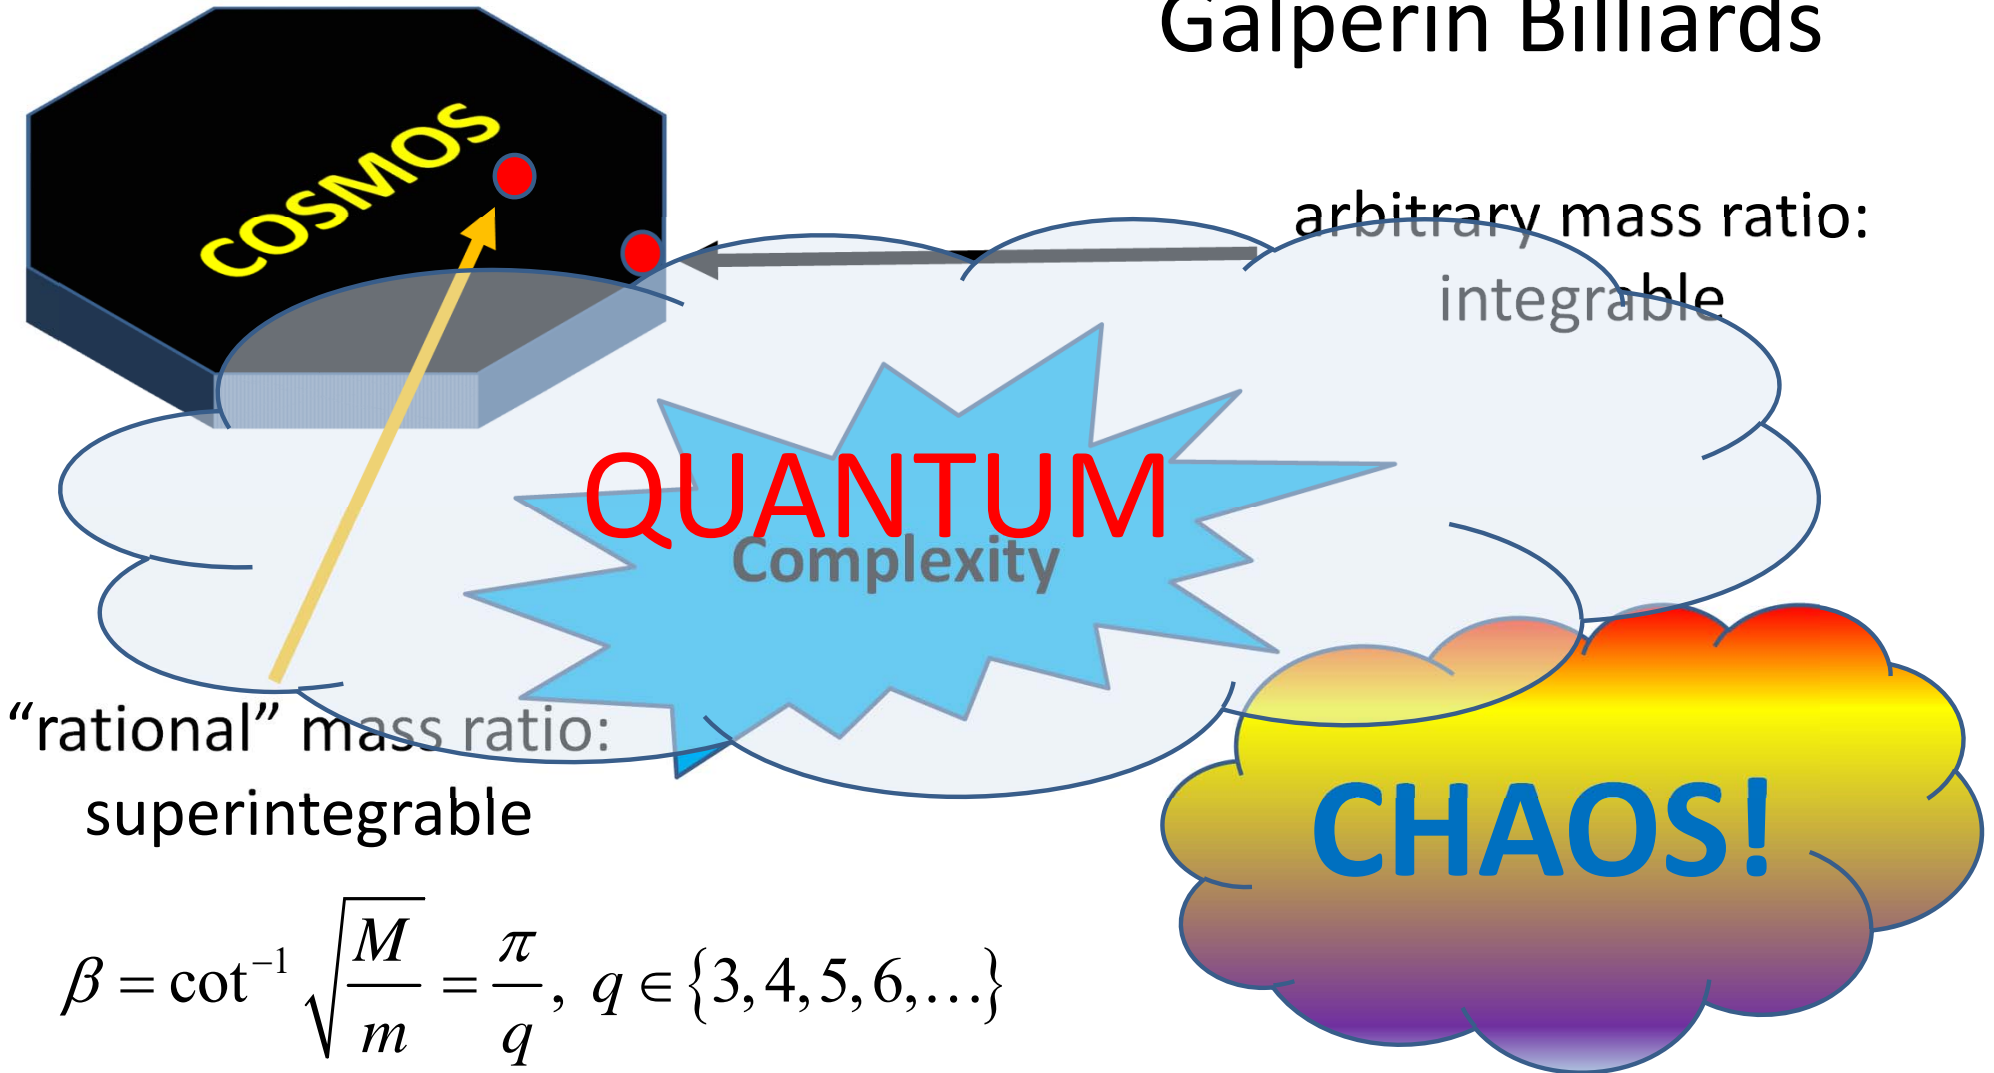 Galperin Billiards
COSMOS
arbitrary mass ratio:
integrable
QUANTUM
Complexity
“rational” mass ratio:
superintegrable
CHAOS!
β = cot⁻¹ √(M/m) = π/q, q ∈ {3, 4, 5, 6, …}